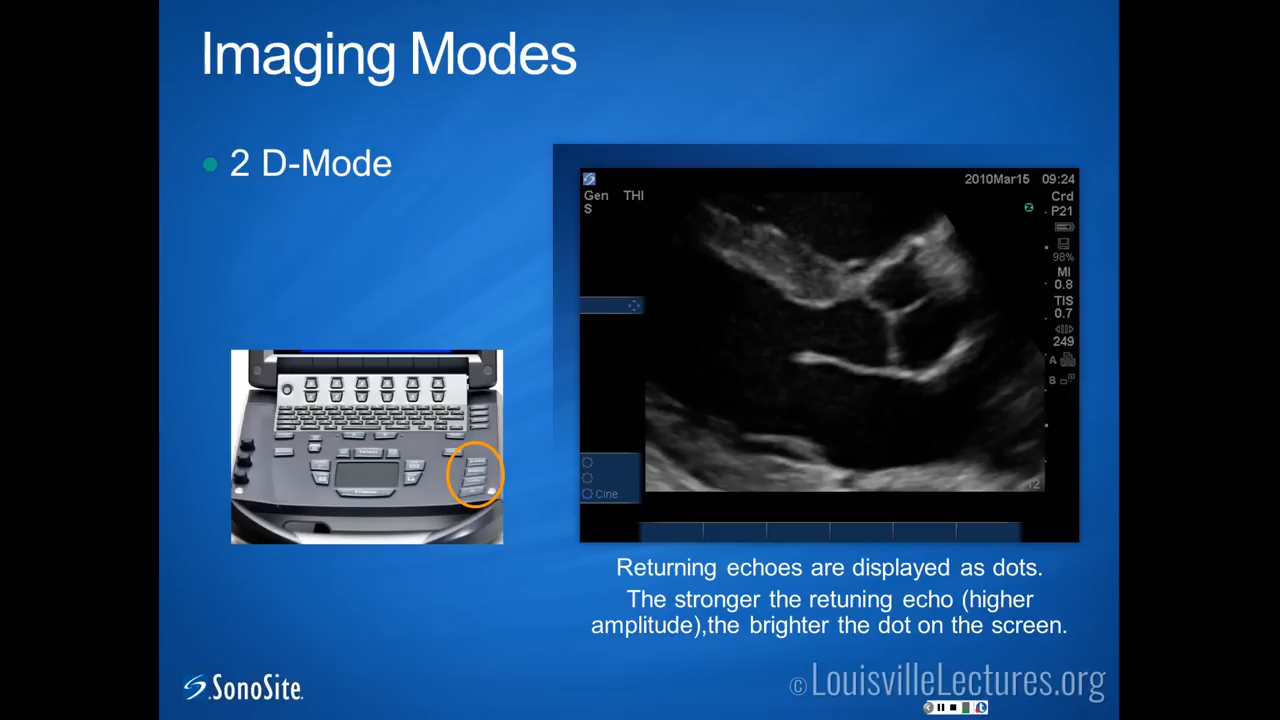 Imaging Modes
2 D-Mode
2010Mar15 09:24
Gen THI
S
Crd
P21
98%
MI
0.8
TIS
0.7
249
A
B
Cine
12
Returning echoes are displayed as dots.
The stronger the retuning echo (higher
amplitude),the brighter the dot on the screen.
SonoSite
© LouisvilleLectures.org